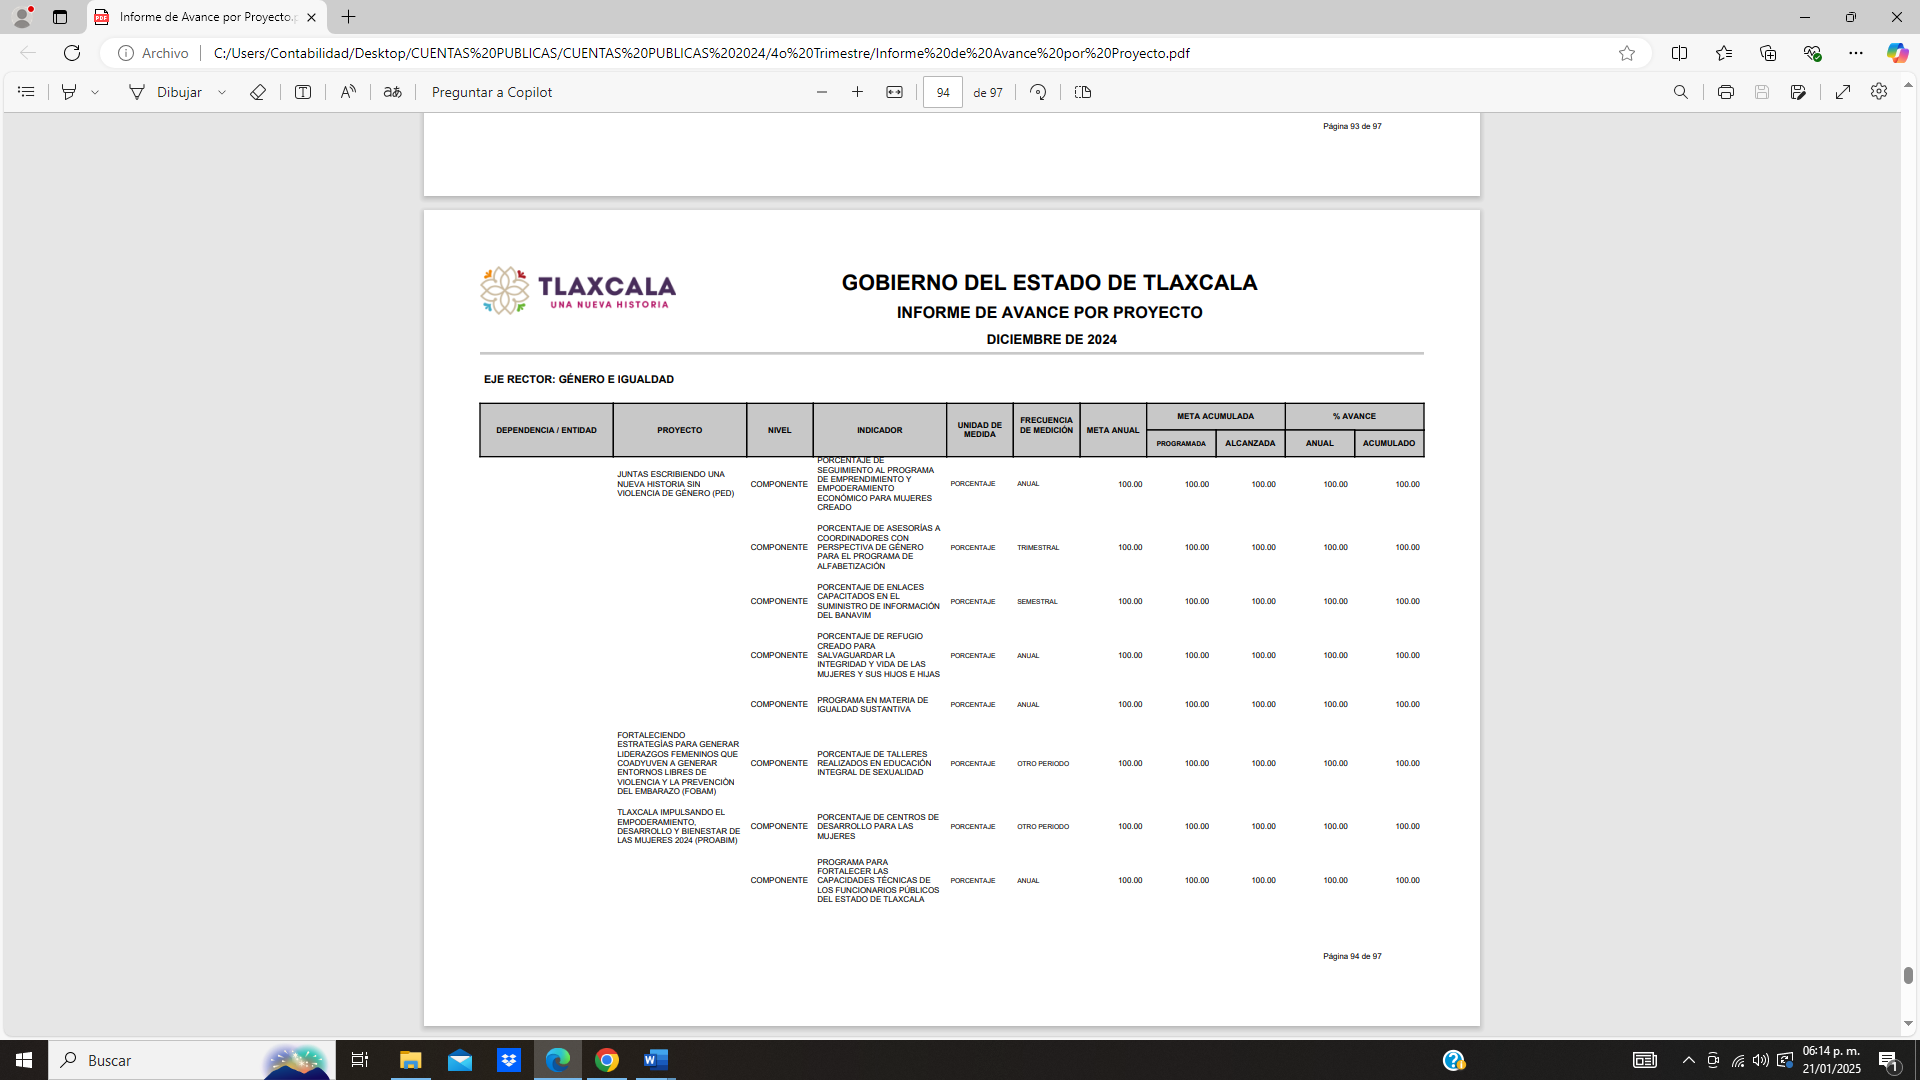 Informe de Avance por Proyecto.p
Archivo
C:/Users/Contabilidad/Desktop/CUENTAS%20PUBLICAS/CUENTAS%20PUBLICAS%202024/4o%20Trimestre/Informe%20de%20Avance%20por%20Proyecto.pdf
Dibujar
aあ
Preguntar a Copilot
94 de 97
Página 93 de 97
TLAXCALA
UNA NUEVA HISTORIA
GOBIERNO DEL ESTADO DE TLAXCALA
INFORME DE AVANCE POR PROYECTO
DICIEMBRE DE 2024
EJE RECTOR: GÉNERO E IGUALDAD
DEPENDENCIA / ENTIDAD
PROYECTO
NIVEL
INDICADOR
UNIDAD DE
MEDIDA
FRECUENCIA
DE MEDICIÓN
META ANUAL
META ACUMULADA
PROGRAMADA
ALCANZADA
% AVANCE
ANUAL
ACUMULADO
JUNTAS ESCRIBIENDO UNA
NUEVA HISTORIA SIN
VIOLENCIA DE GÉNERO (PED)
COMPONENTE
PORCENTAJE DE
SEGUIMIENTO AL PROGRAMA
DE EMPRENDIMIENTO Y
EMPODERAMIENTO
ECONÓMICO PARA MUJERES
CREADO
PORCENTAJE ANUAL 100.00 100.00 100.00 100.00 100.00
COMPONENTE
PORCENTAJE DE ASESORÍAS A
COORDINADORES CON
PERSPECTIVA DE GÉNERO
PARA EL PROGRAMA DE
ALFABETIZACIÓN
PORCENTAJE TRIMESTRAL 100.00 100.00 100.00 100.00 100.00
COMPONENTE
PORCENTAJE DE ENLACES
CAPACITADOS EN EL
SUMINISTRO DE INFORMACIÓN
DEL BANAVIM
PORCENTAJE SEMESTRAL 100.00 100.00 100.00 100.00 100.00
COMPONENTE
PORCENTAJE DE REFUGIO
CREADO PARA
SALVAGUARDAR LA
INTEGRIDAD Y VIDA DE LAS
MUJERES Y SUS HIJOS E HIJAS
PORCENTAJE ANUAL 100.00 100.00 100.00 100.00 100.00
COMPONENTE
PROGRAMA EN MATERIA DE
IGUALDAD SUSTANTIVA
PORCENTAJE ANUAL 100.00 100.00 100.00 100.00 100.00
FORTALECIENDO
ESTRATEGÍAS PARA GENERAR
LIDERAZGOS FEMENINOS QUE
COADYUVEN A GENERAR
ENTORNOS LIBRES DE
VIOLENCIA Y LA PREVENCIÓN
DEL EMBARAZO (FOBAM)
COMPONENTE
PORCENTAJE DE TALLERES
REALIZADOS EN EDUCACIÓN
INTEGRAL DE SEXUALIDAD
PORCENTAJE OTRO PERIODO 100.00 100.00 100.00 100.00 100.00
TLAXCALA IMPULSANDO EL
EMPODERAMIENTO,
DESARROLLO Y BIENESTAR DE
LAS MUJERES 2024 (PROABIM)
COMPONENTE
PORCENTAJE DE CENTROS DE
DESARROLLO PARA LAS
MUJERES
PORCENTAJE OTRO PERIODO 100.00 100.00 100.00 100.00 100.00
COMPONENTE
PROGRAMA PARA
FORTALECER LAS
CAPACIDADES TÉCNICAS DE
LOS FUNCIONARIOS PÚBLICOS
DEL ESTADO DE TLAXCALA
PORCENTAJE ANUAL 100.00 100.00 100.00 100.00 100.00
Página 94 de 97
Buscar
06:14 p. m.
21/01/2025
1